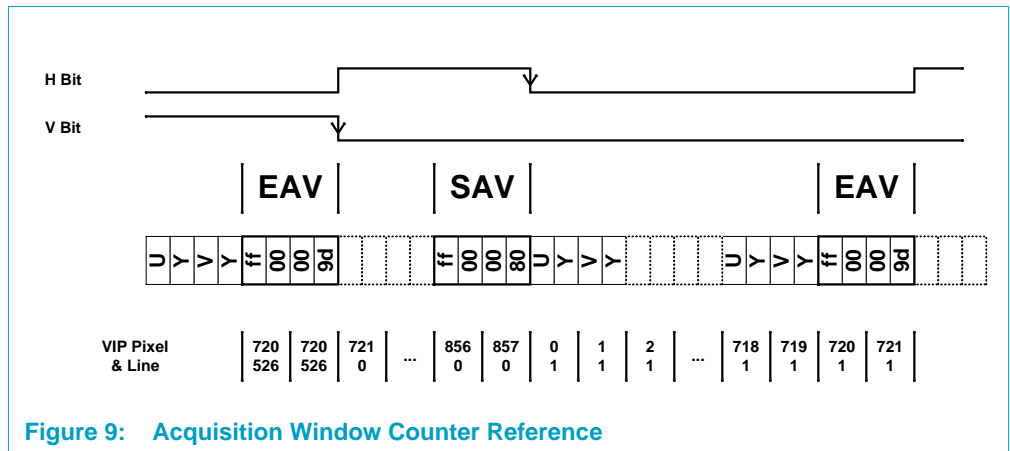 H Bit
V Bit
EAV SAV EAV
U Y V Y ff 00 00 9d ff 00 00 80 U Y V Y U Y V Y ff 00 00 9d
VIP Pixel 720 720 721 ... 856 857 0 1 2 ... 718 719 720 721
& Line 526 526 0 0 0 1 1 1 1 1 1 1
Figure 9: Acquisition Window Counter Reference